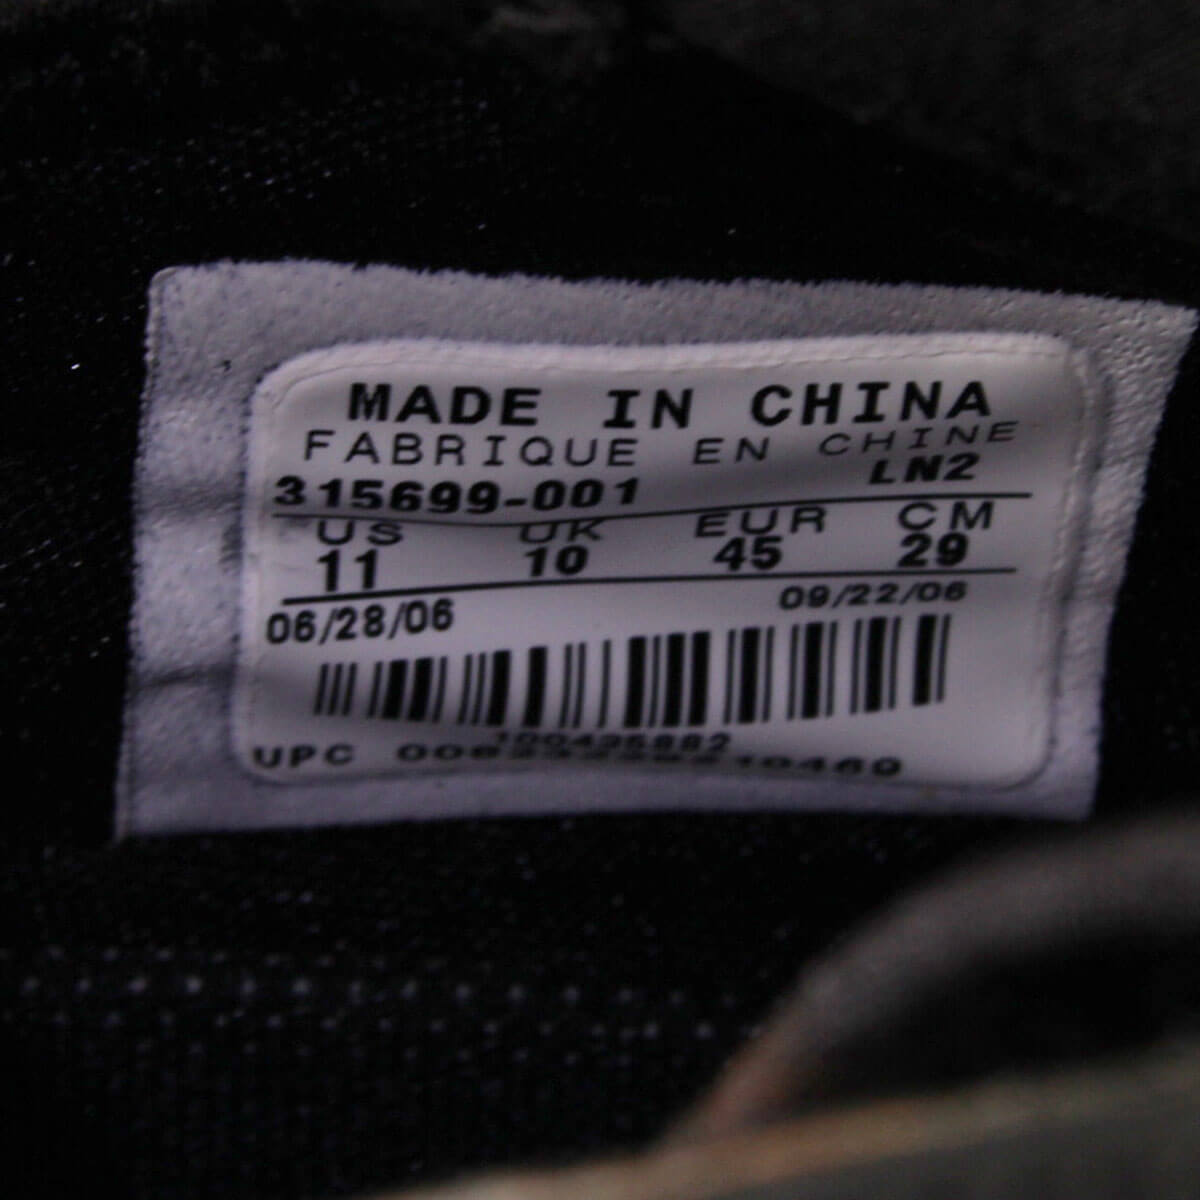 MADE IN CHINA
FABRIQUE EN CHINE
315699-001 LN2
US UK EUR CM
11 10 45 29
06/28/06 09/22/06
100435882
UPC